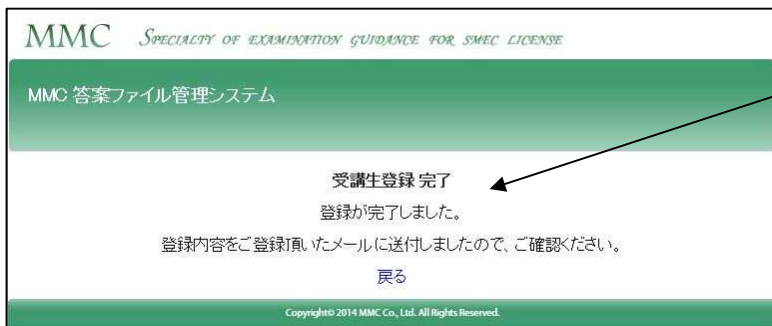 MMC SPECIALTY OF EXAMINATION GUIDANCE FOR SMEC LICENSE
MMC 答案ファイル管理システム
受講生登録 完了
登録が完了しました。
登録内容をご登録頂いたメールに送付しましたので、ご確認ください。
戻る
Copyright© 2014 MMC Co., Ltd. All Rights Reserved.